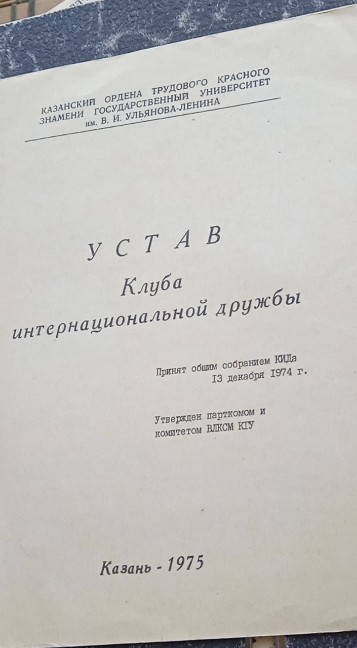 КАЗАНСКИЙ ОРДЕНА ТРУДОВОГО КРАСНОГО
ЗНАМЕНИ ГОСУДАРСТВЕННЫЙ УНИВЕРСИТЕТ
им. В. И. УЛЬЯНОВА-ЛЕНИНА
УСТАВ
Клуба
интернациональной дружбы
Принят общим собранием КИДа
13 декабря 1974 г.
Утвержден парткомом и
комитетом ВЛКСМ КГУ
Казань - 1975